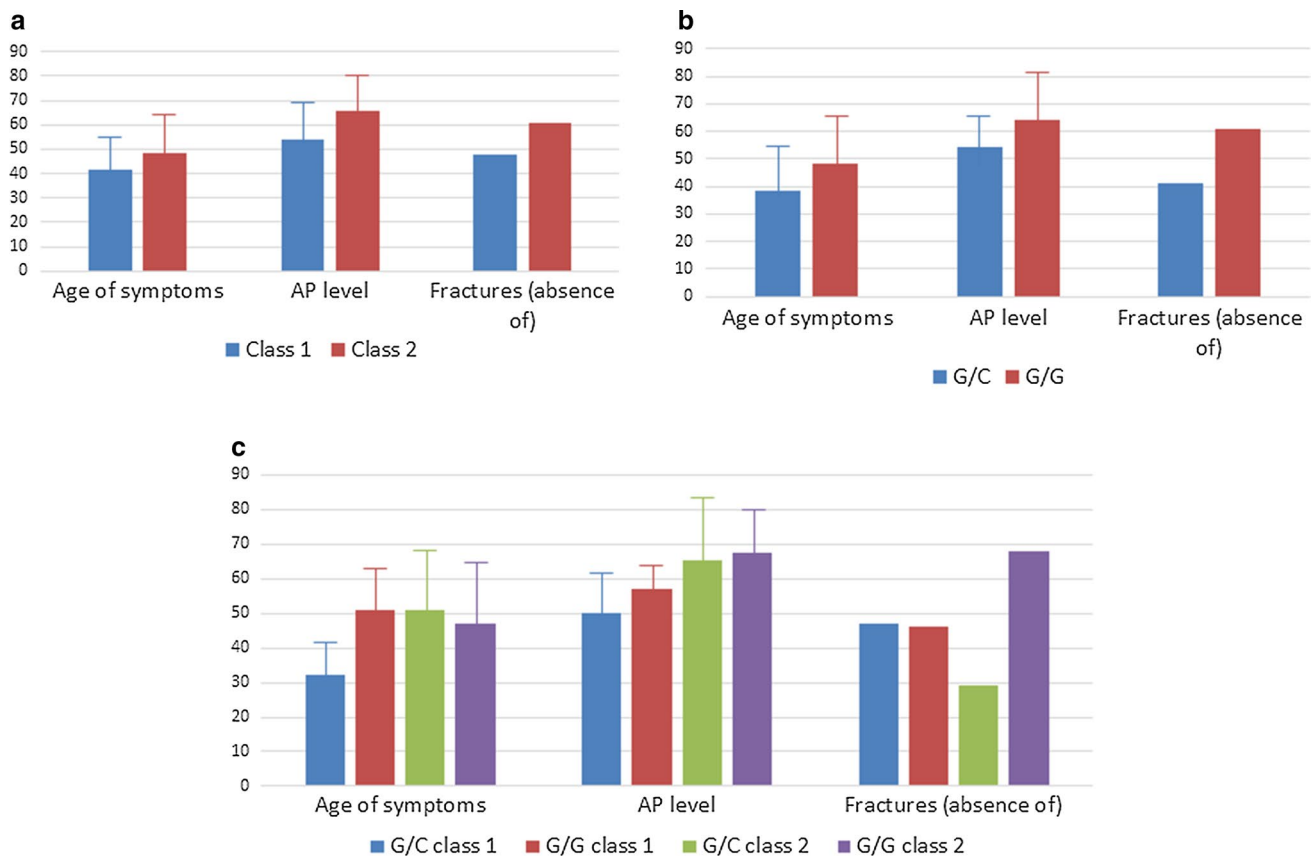 a
90
80
70
60
50
40
30
20
10
0
Age of symptoms
AP level
Fractures (absence
of)
Class 1 Class 2
b
90
80
70
60
50
40
30
20
10
0
Age of symptoms
AP level
Fractures (absence
of)
G/C G/G
c
90
80
70
60
50
40
30
20
10
0
Age of symptoms
AP level
Fractures (absence of)
G/C class 1 G/G class 1 G/C class 2 G/G class 2